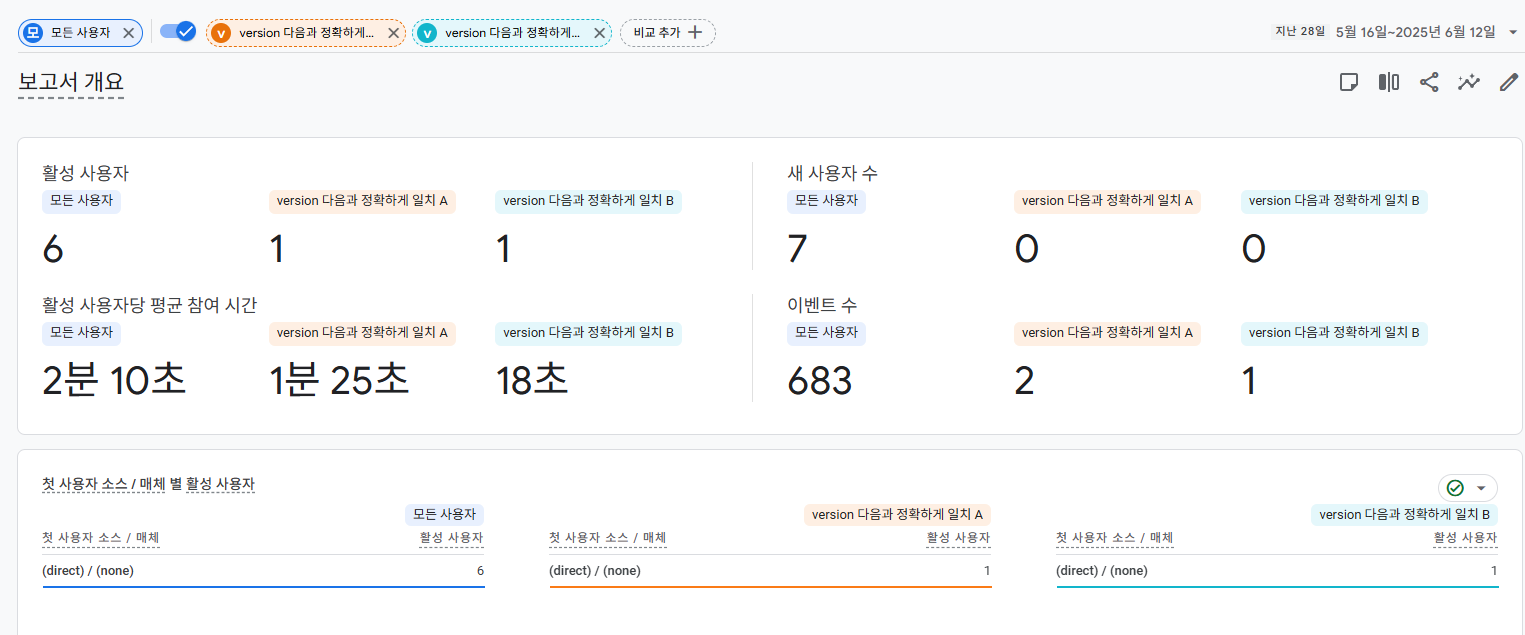 모 모든 사용자 v version 다음과 정확하게... v version 다음과 정확하게... 비교 추가 지난 28일 5월 16일~2025년 6월 12일
보고서 개요
활성 사용자 새 사용자 수
모든 사용자 version 다음과 정확하게 일치 A version 다음과 정확하게 일치 B 모든 사용자 version 다음과 정확하게 일치 A version 다음과 정확하게 일치 B
6 1 1 7 0 0
활성 사용자당 평균 참여 시간 이벤트 수
모든 사용자 version 다음과 정확하게 일치 A version 다음과 정확하게 일치 B 모든 사용자 version 다음과 정확하게 일치 A version 다음과 정확하게 일치 B
2분 10초 1분 25초 18초 683 2 1
첫 사용자 소스 / 매체 별 활성 사용자
모든 사용자 version 다음과 정확하게 일치 A version 다음과 정확하게 일치 B
첫 사용자 소스 / 매체 활성 사용자 첫 사용자 소스 / 매체 활성 사용자 첫 사용자 소스 / 매체 활성 사용자
(direct) / (none) 6 (direct) / (none) 1 (direct) / (none) 1